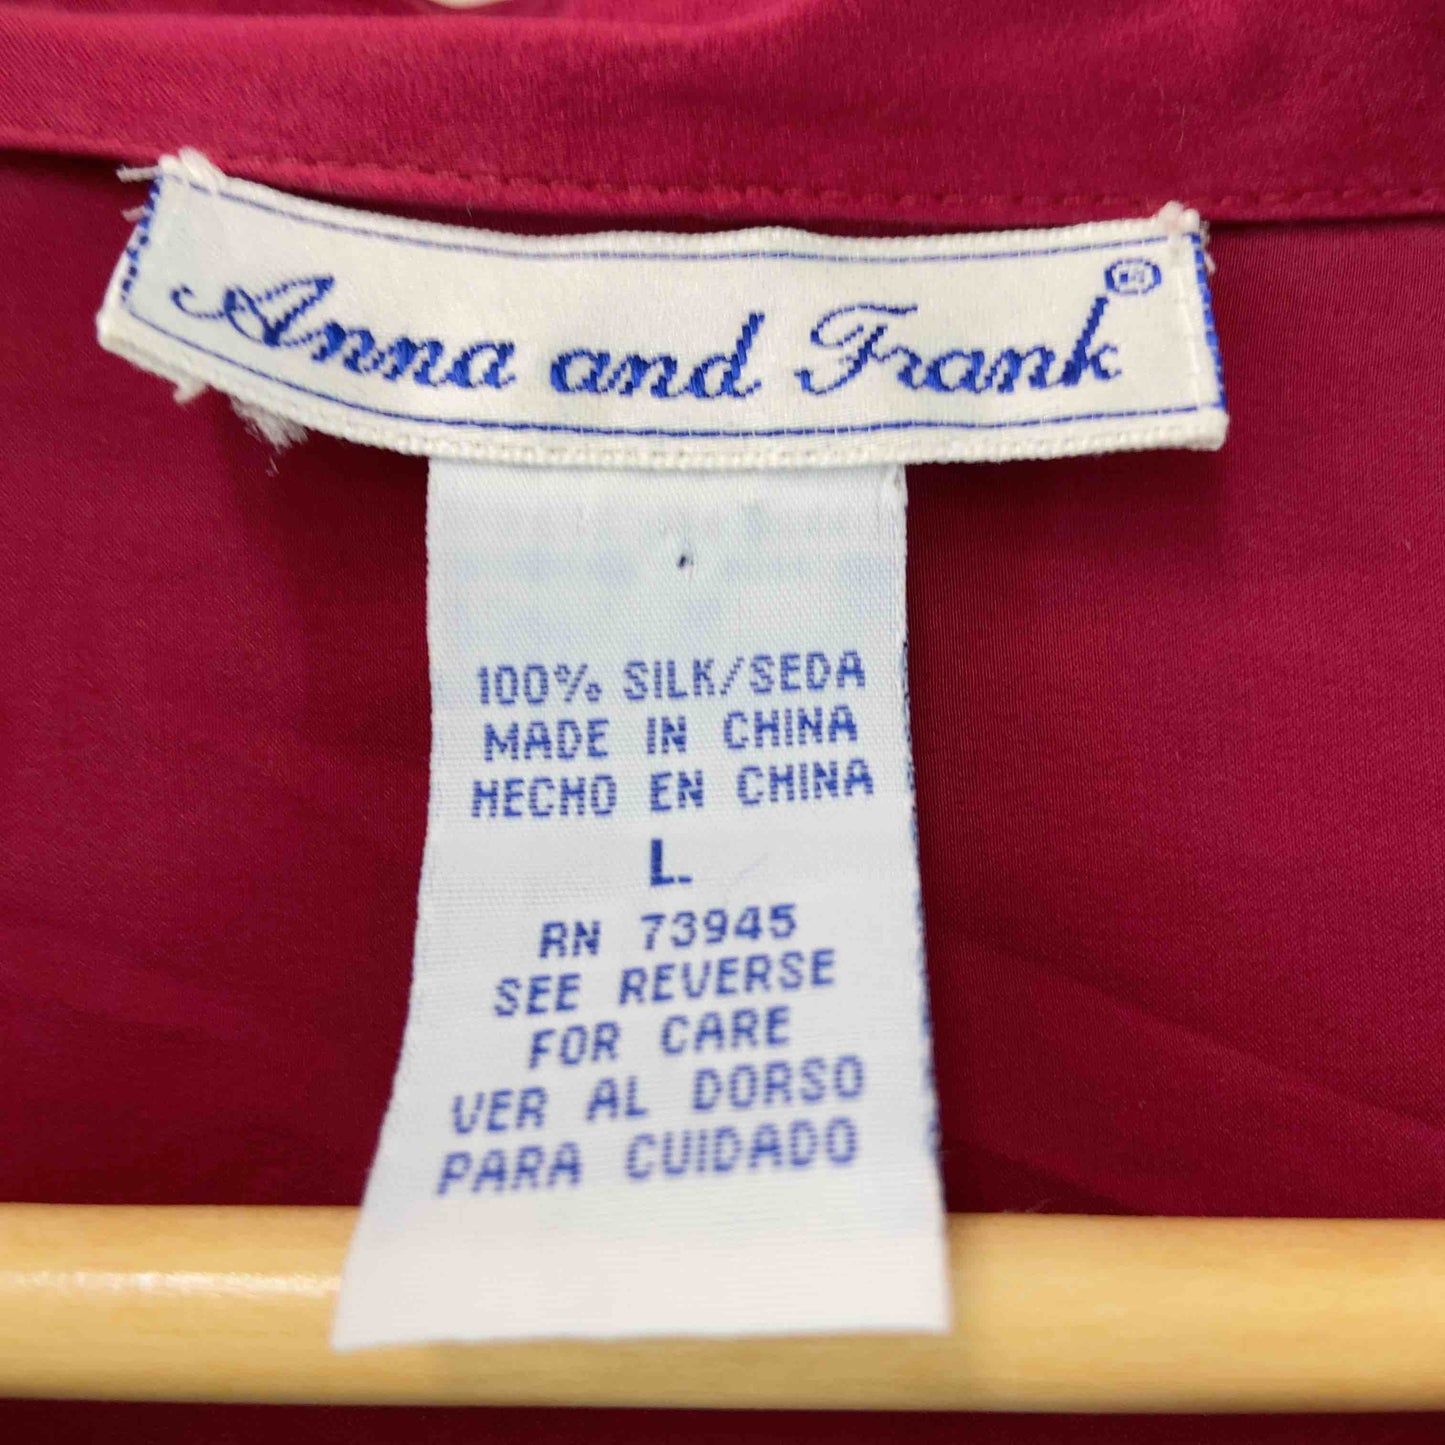 Anna and Frank®
100% SILK/SEDA
MADE IN CHINA
HECHO EN CHINA
L.
RN 73945
SEE REVERSE
FOR CARE
VER AL DORSO
PARA CUIDADO